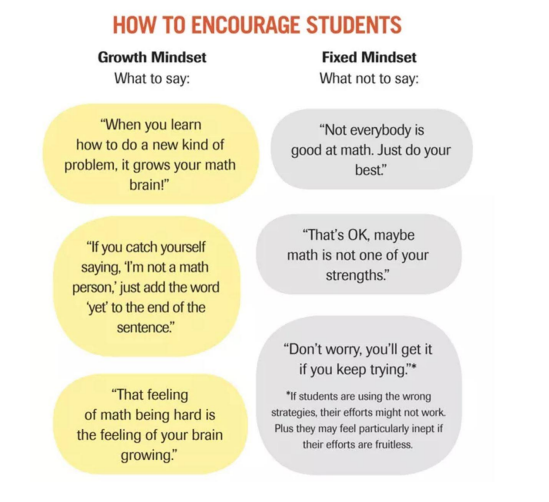 HOW TO ENCOURAGE STUDENTS
Growth Mindset
What to say:
“When you learn
how to do a new kind of
problem, it grows your math
brain!”
“If you catch yourself
saying, ‘I’m not a math
person,’ just add the word
‘yet’ to the end of the
sentence.”
“That feeling
of math being hard is
the feeling of your brain
growing.”
Fixed Mindset
What not to say:
“Not everybody is
good at math. Just do your
best.”
“That’s OK, maybe
math is not one of your
strengths.”
“Don’t worry, you’ll get it
if you keep trying.”*
*If students are using the wrong
strategies, their efforts might not work.
Plus they may feel particularly inept if
their efforts are fruitless.